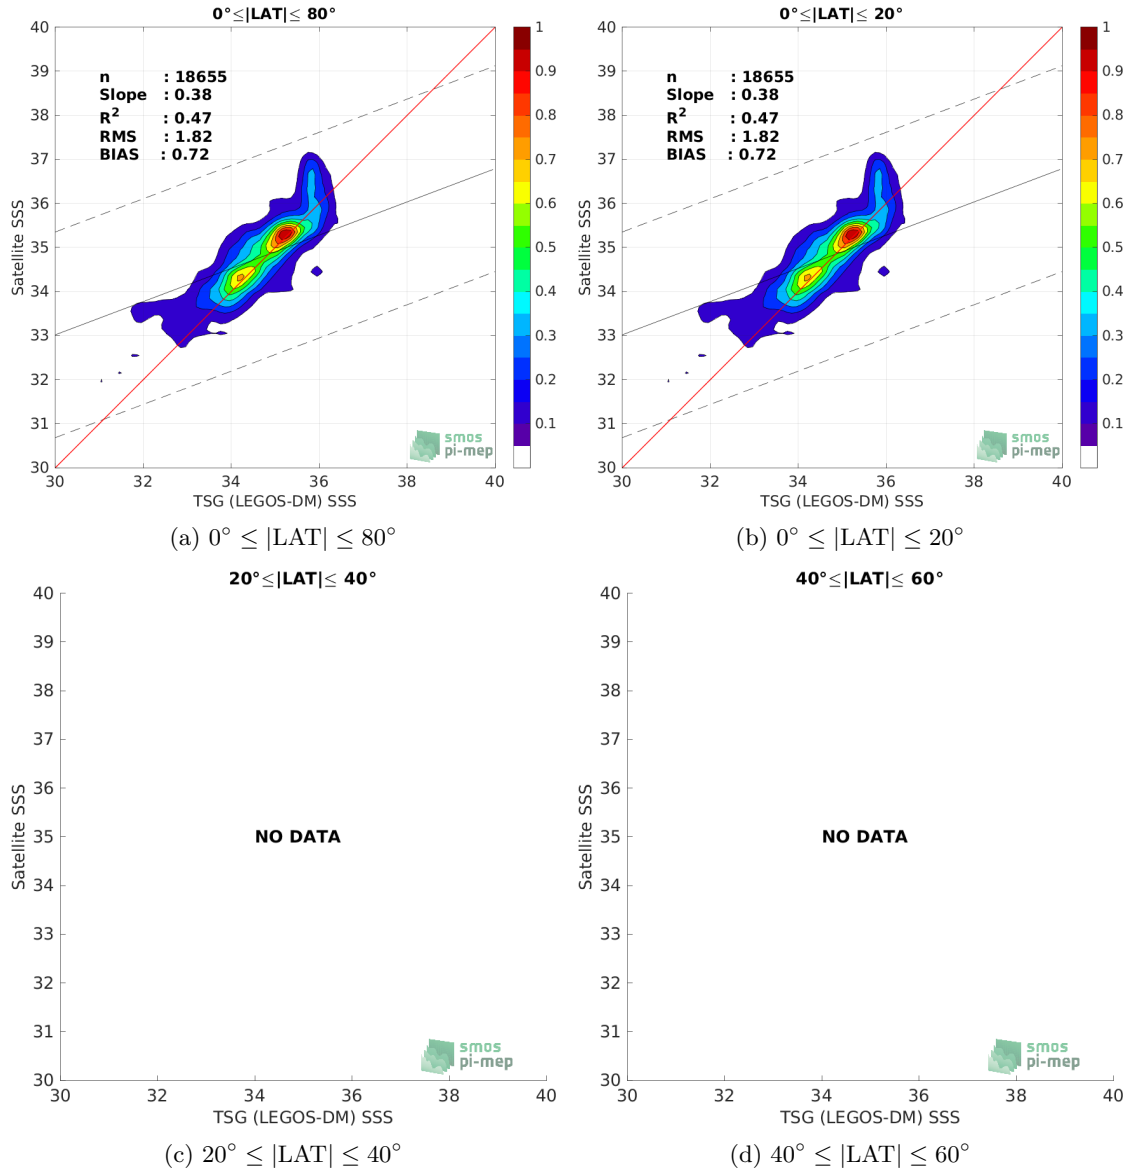 0°≤|LAT|≤ 80°
0°≤|LAT|≤ 20°
40
39
38
37
36
35
34
33
32
31
30
30
32
34
36
38
40
Satellite SSS
TSG (LEGOS-DM) SSS
n : 18655
Slope : 0.38
R² : 0.47
RMS : 1.82
BIAS : 0.72
smos
pi-mep
1
0.9
0.8
0.7
0.6
0.5
0.4
0.3
0.2
0.1
40
39
38
37
36
35
34
33
32
31
30
30
32
34
36
38
40
Satellite SSS
TSG (LEGOS-DM) SSS
n : 18655
Slope : 0.38
R² : 0.47
RMS : 1.82
BIAS : 0.72
smos
pi-mep
1
0.9
0.8
0.7
0.6
0.5
0.4
0.3
0.2
0.1
(a) 0° ≤ |LAT| ≤ 80°
(b) 0° ≤ |LAT| ≤ 20°
20°≤|LAT|≤ 40°
40
39
38
37
36
35
34
33
32
31
30
30
32
34
36
38
40
Satellite SSS
NO DATA
smos
pi-mep
TSG (LEGOS-DM) SSS
(c) 20° ≤ |LAT| ≤ 40°
40°≤|LAT|≤ 60°
40
39
38
37
36
35
34
33
32
31
30
30
32
34
36
38
40
Satellite SSS
NO DATA
smos
pi-mep
TSG (LEGOS-DM) SSS
(d) 40° ≤ |LAT| ≤ 60°